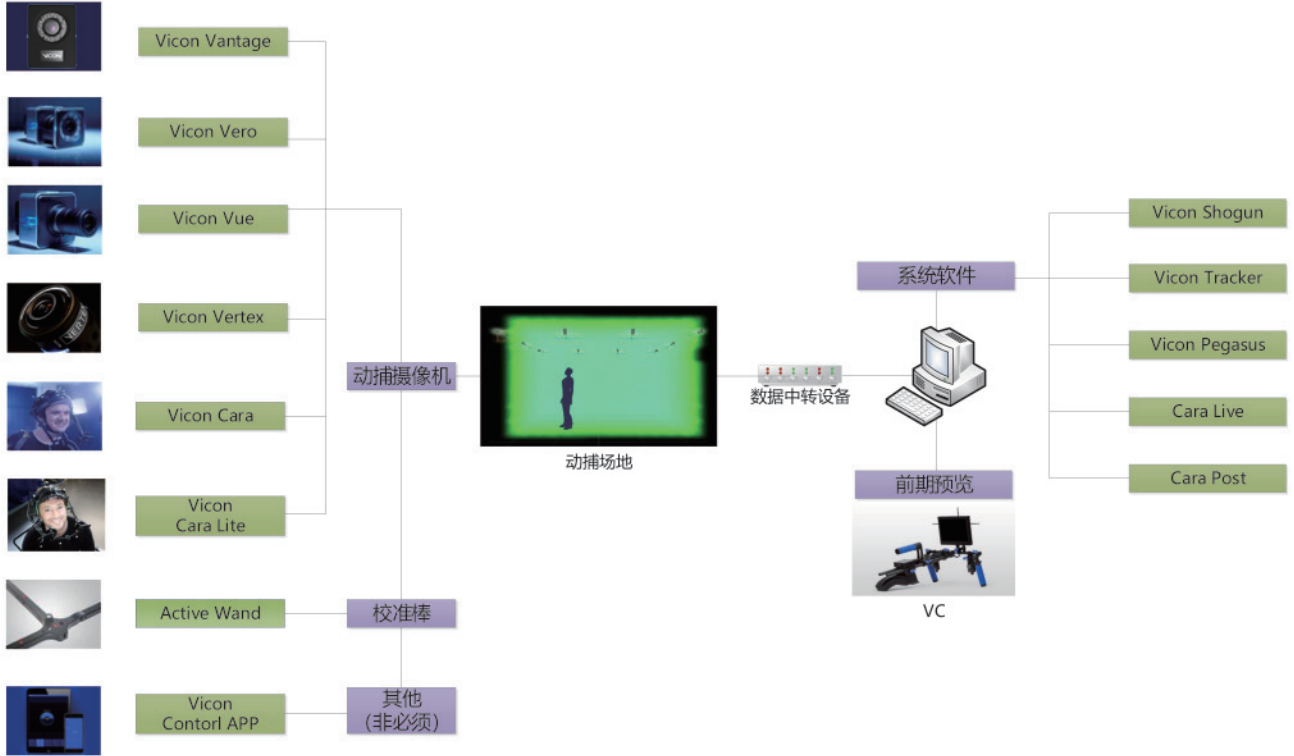 VICON
Vicon Vantage
Vicon Vero
Vicon Vue
VERTEX
Vicon Vertex
Vicon Cara
Vicon
Cara Lite
Active Wand
Vicon
Contorl APP
动捕摄像机
校准棒
其他
（非必须）
动捕场地
数据中转设备
系统软件
前期预览
VC
Vicon Shogun
Vicon Tracker
Vicon Pegasus
Cara Live
Cara Post